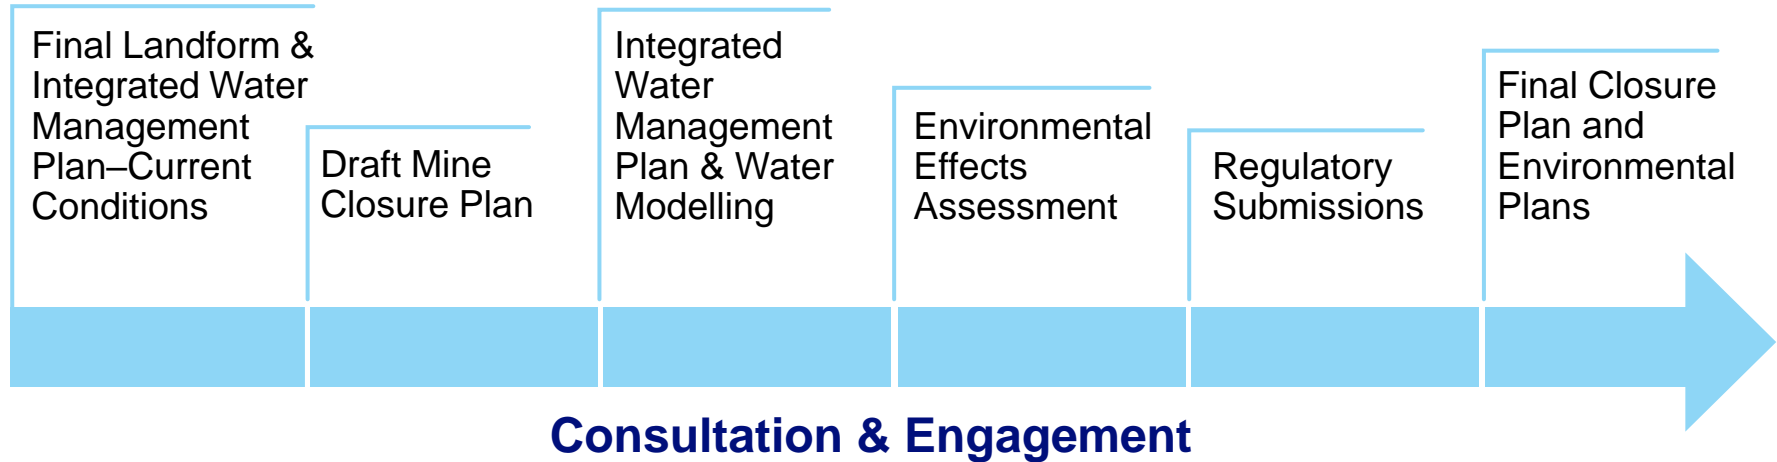 Final Landform &
Integrated Water
Management
Plan–Current
Conditions
Draft Mine
Closure Plan
Integrated
Water
Management
Plan & Water
Modelling
Environmental
Effects
Assessment
Regulatory
Submissions
Final Closure
Plan and
Environmental
Plans
Consultation & Engagement